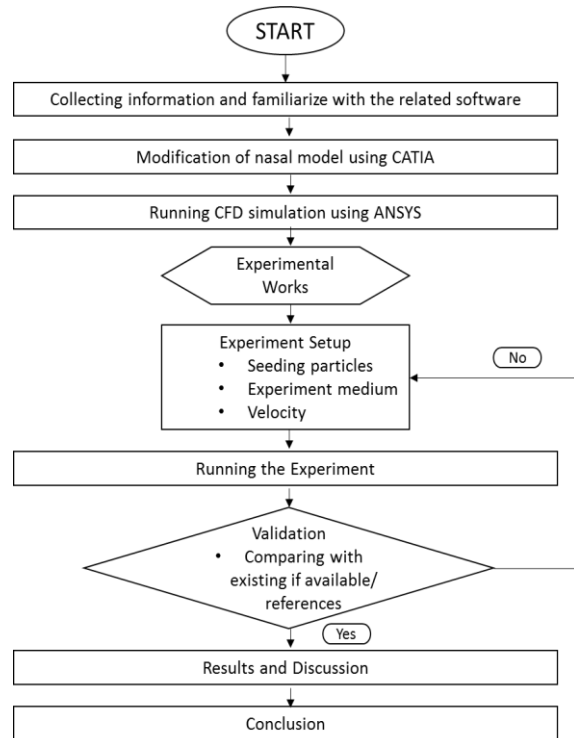 START
Collecting information and familiarize with the related software
Modification of nasal model using CATIA
Running CFD simulation using ANSYS
Experimental
Works
Experiment Setup
• Seeding particles
• Experiment medium
• Velocity
No
Running the Experiment
Validation
• Comparing with
existing if available/
references
Yes
Results and Discussion
Conclusion